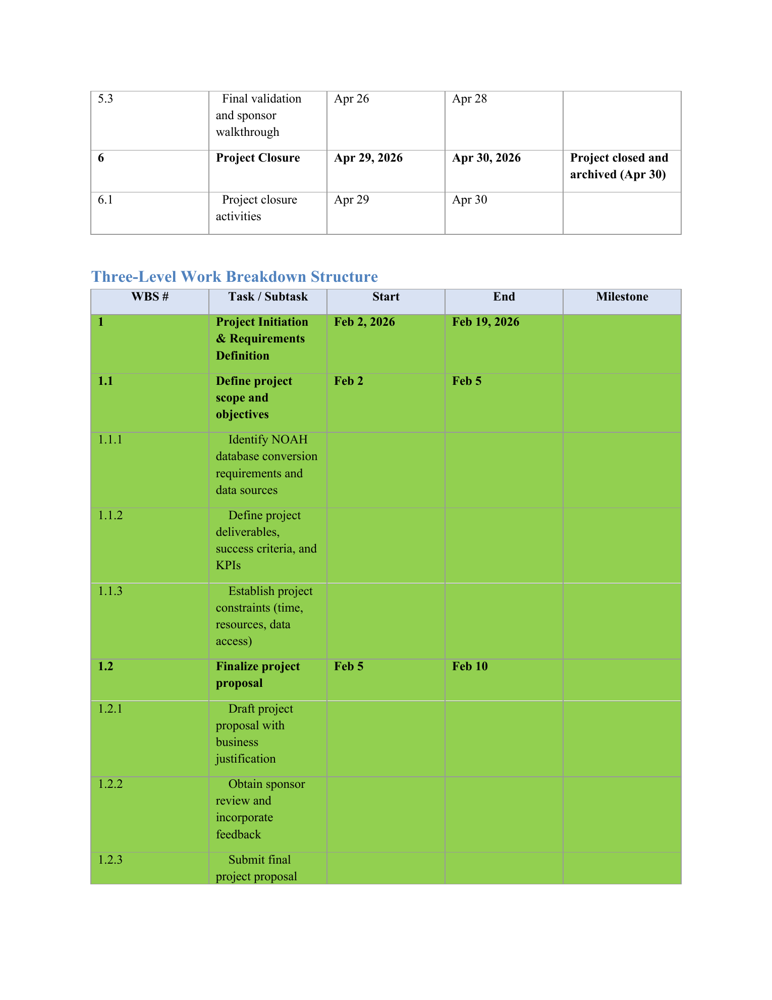 5.3 Final validation Apr 26 Apr 28
and sponsor
walkthrough
6 Project Closure Apr 29, 2026 Apr 30, 2026 Project closed and
archived (Apr 30)
6.1 Project closure Apr 29 Apr 30
activities
Three-Level Work Breakdown Structure
WBS # Task / Subtask Start End Milestone
1 Project Initiation Feb 2, 2026 Feb 19, 2026
& Requirements
Definition
1.1 Define project Feb 2 Feb 5
scope and
objectives
1.1.1 Identify NOAH
database conversion
requirements and
data sources
1.1.2 Define project
deliverables,
success criteria, and
KPIs
1.1.3 Establish project
constraints (time,
resources, data
access)
1.2 Finalize project Feb 5 Feb 10
proposal
1.2.1 Draft project
proposal with
business
justification
1.2.2 Obtain sponsor
review and
incorporate
feedback
1.2.3 Submit final
project proposal